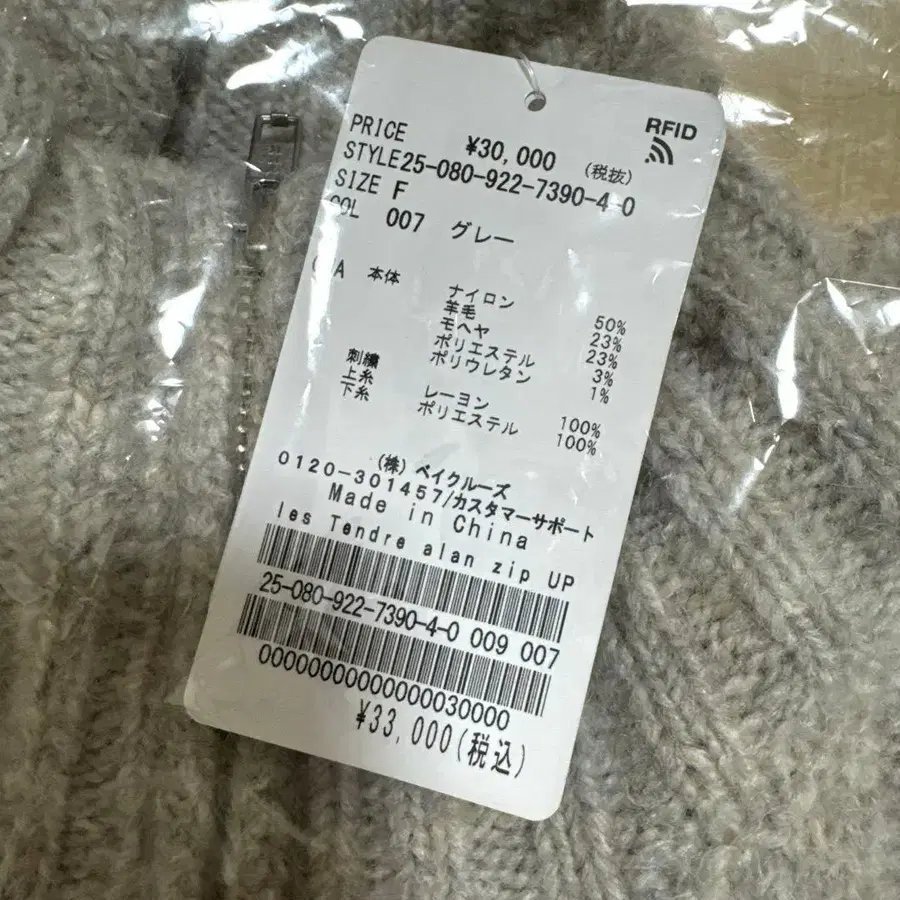 RFID
PRICE ¥30,000 (税抜)
STYLE25-080-922-7390-4-0
SIZE F
COL 007 グレー
本体 ナイロン 50%
羊毛 23%
モヘヤ 23%
ポリエステル 3%
ポリウレタン 1%
刺繍
上糸 レーヨン 100%
下糸 ポリエステル 100%
(株)ベイクルーズ
0120-301457/カスタマーサポート
Made in China
les Tendre alan zip UP
25-080-922-7390-4-0 009 007
0000000000000030000
¥33,000(税込)